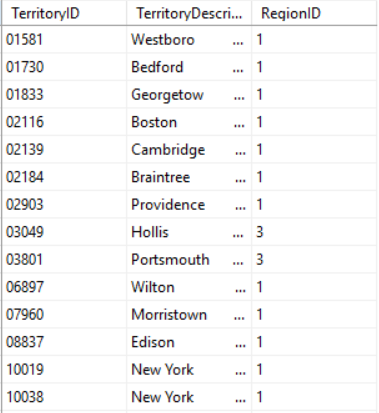 TerritoryID TerritoryDescri... RegionID
01581 Westboro ... 1
01730 Bedford ... 1
01833 Georgetow ... 1
02116 Boston ... 1
02139 Cambridge ... 1
02184 Braintree ... 1
02903 Providence ... 1
03049 Hollis ... 3
03801 Portsmouth ... 3
06897 Wilton ... 1
07960 Morristown ... 1
08837 Edison ... 1
10019 New York ... 1
10038 New York ... 1